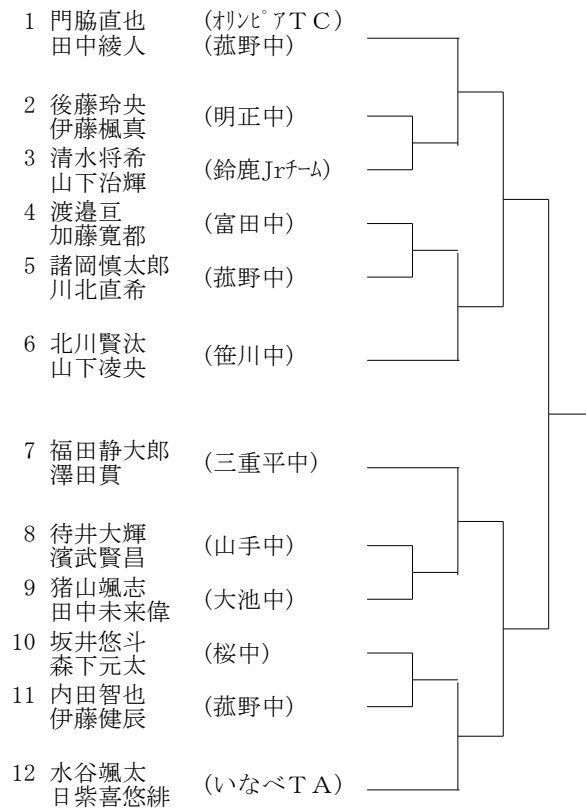 1 門脇直也 (ｵﾘﾝﾋﾟｱＴＣ)
田中綾人 (菰野中)
2 後藤玲央
伊藤楓真 (明正中)
3 清水将希
山下治輝 (鈴鹿Jrﾁｰﾑ)
4 渡邉亘
加藤寛都 (富田中)
5 諸岡慎太郎
川北直希 (菰野中)
6 北川賢汰
山下凌央 (笹川中)
7 福田静大郎
澤田貫 (三重平中)
8 待井大輝
濱武賢昌 (山手中)
9 猪山颯志
田中未来偉 (大池中)
10 坂井悠斗
森下元太 (桜中)
11 内田智也
伊藤健辰 (菰野中)
12 水谷颯太
日紫喜悠緋 (いなべＴＡ)